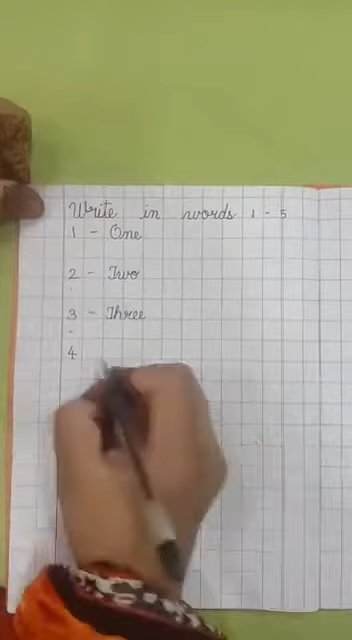 Write in words 1 - 5
1 - One
2 - Two
3 - Three
4